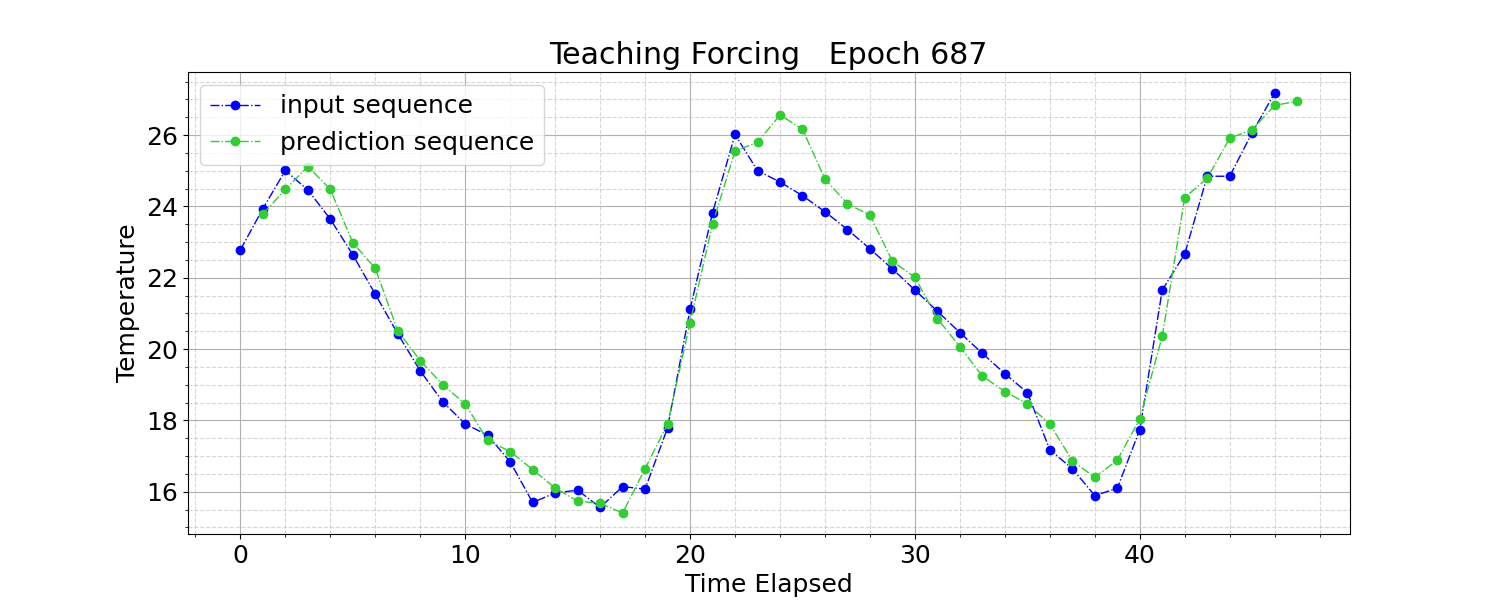 Teaching Forcing   Epoch 687
input sequence
prediction sequence
26
24
22
20
18
16
Temperature
0 10 20 30 40
Time Elapsed